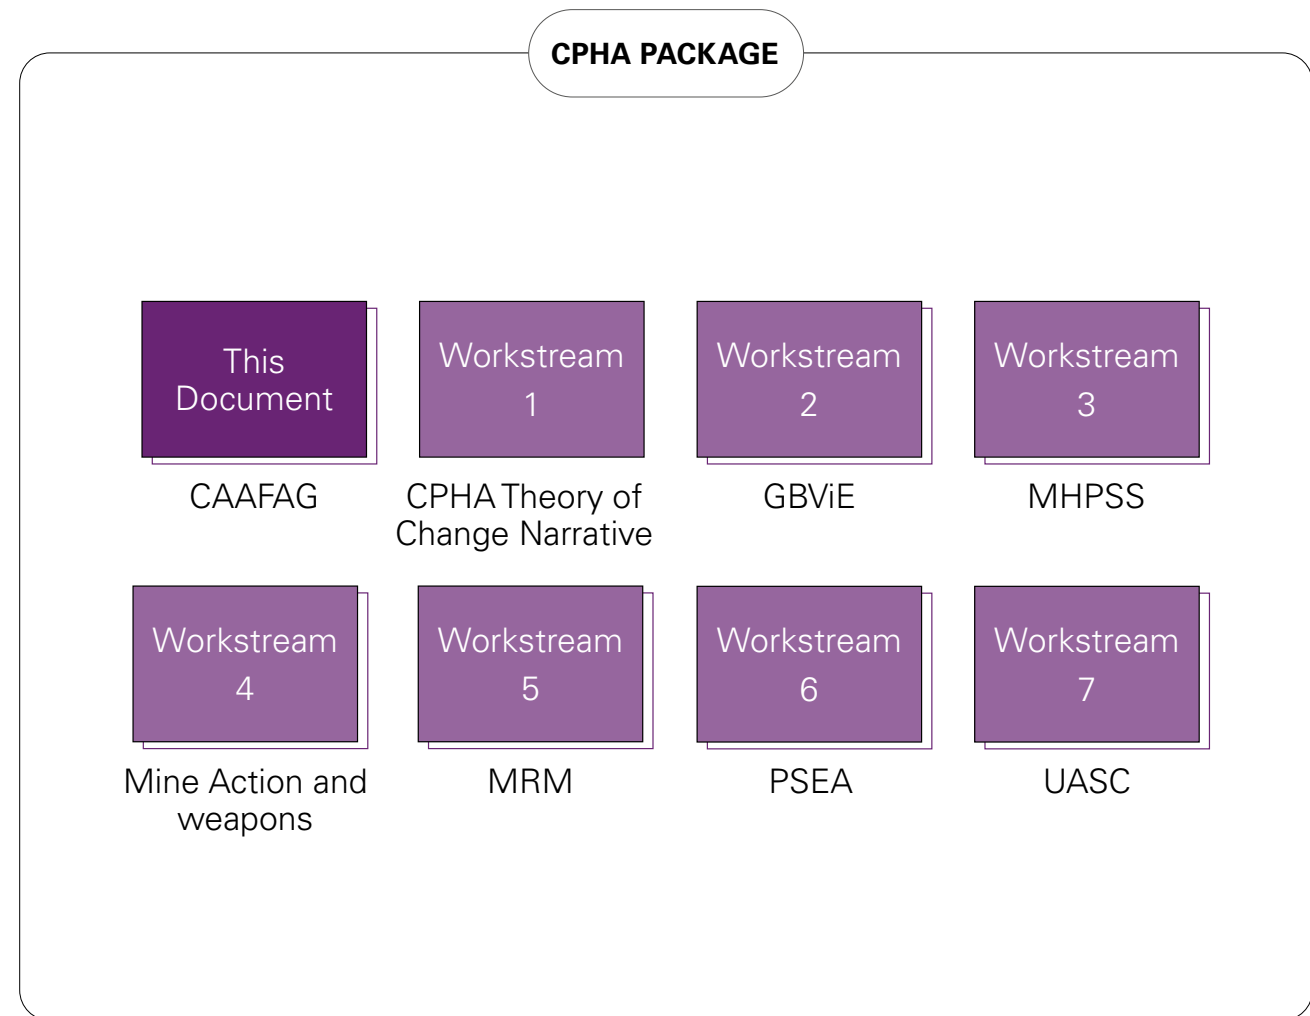 CPHA PACKAGE
This
Document
CAAFAG
Workstream
1
CPHA Theory of
Change Narrative
Workstream
2
GBViE
Workstream
3
MHPSS
Workstream
4
Mine Action and
weapons
Workstream
5
MRM
Workstream
6
PSEA
Workstream
7
UASC